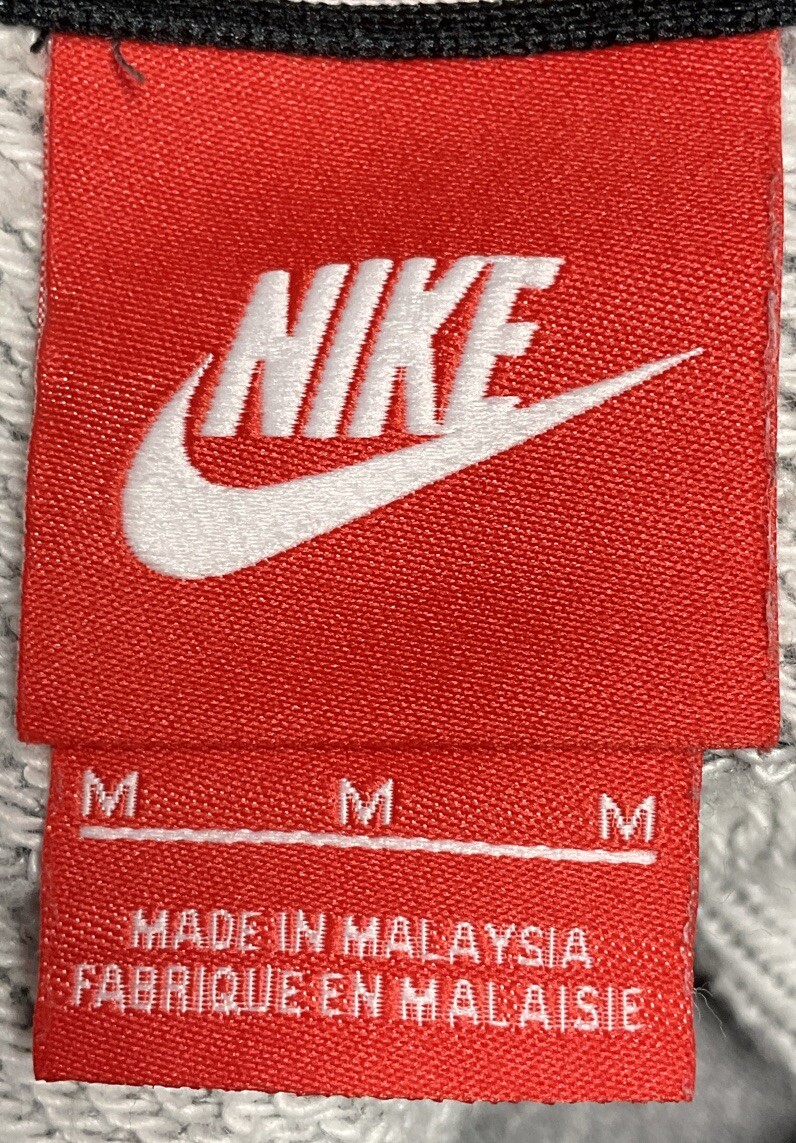 NIKE
M M M
MADE IN MALAYSIA
FABRIQUE EN MALAISIE